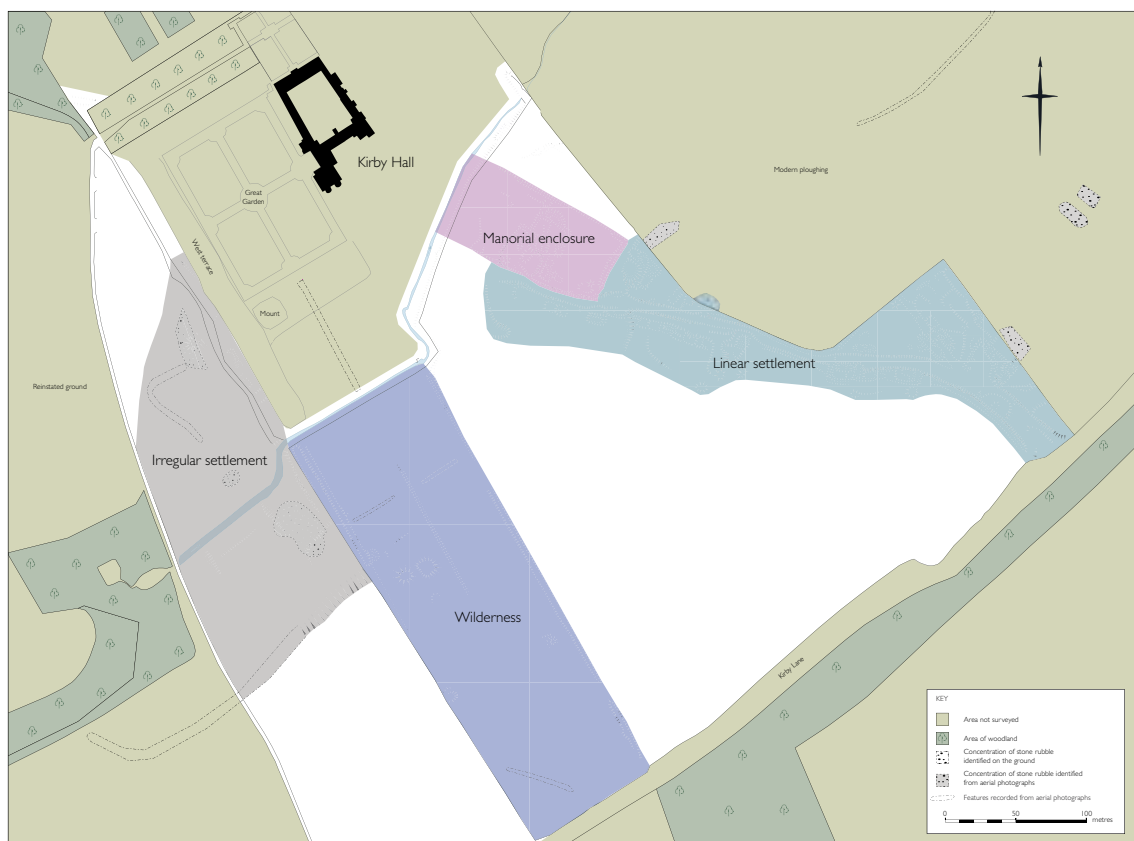 Kirby Hall
Modern ploughing
Great
Garden
Manorial enclosure
West terrace
Mount
Linear settlement
Reinstated ground
Irregular settlement
Wilderness
Kirby Lane
KEY
Area not surveyed
Area of woodland
Concentration of stone rubble
identified on the ground
Concentration of stone rubble identified
from aerial photographs
Features recorded from aerial photographs
0 50 100
metres